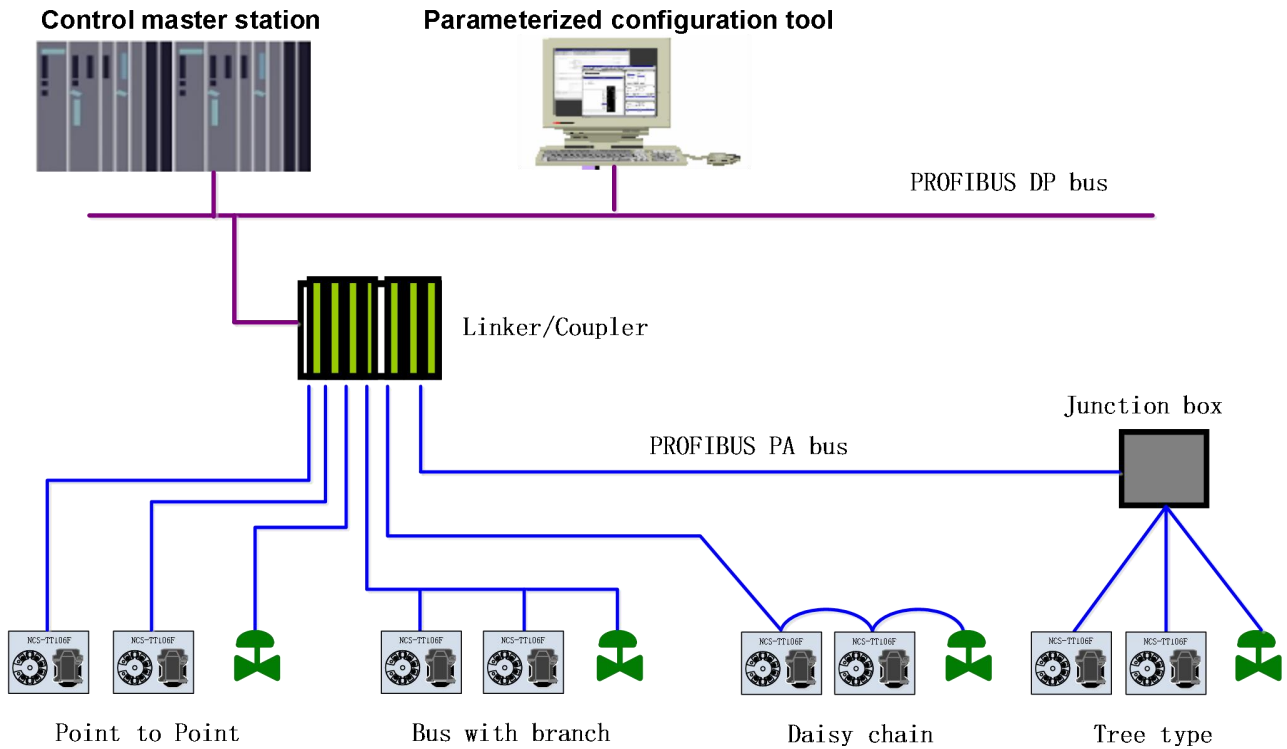 Control master station
Parameterized configuration tool
PROFIBUS DP bus
Linker/Coupler
Junction box
PROFIBUS PA bus
NCS-TT106F
NCS-TT106F
NCS-TT106F
NCS-TT106F
NCS-TT106F
NCS-TT106F
NCS-TT106F
NCS-TT106F
Point to Point
Bus with branch
Daisy chain
Tree type